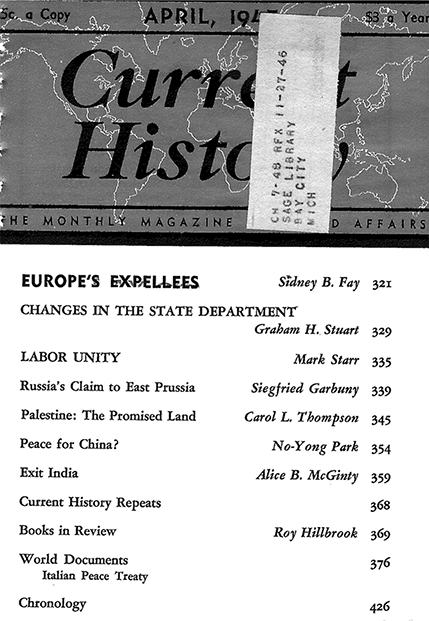 5c a Copy APRIL, 194 $3 a Year
Current
History
THE MONTHLY MAGAZINE D AFFAIRS
CH 7-48 RFX 11-27-46
SAGE LIBRARY
BAY CITY
MICH
EUROPE'S EXPELLEES Sidney B. Fay 321
CHANGES IN THE STATE DEPARTMENT
Graham H. Stuart 329
LABOR UNITY Mark Starr 335
Russia's Claim to East Prussia Siegfried Garbuny 339
Palestine: The Promised Land Carol L. Thompson 345
Peace for China? No-Yong Park 354
Exit India Alice B. McGinty 359
Current History Repeats 368
Books in Review Roy Hillbrook 369
World Documents 376
Italian Peace Treaty
Chronology 426